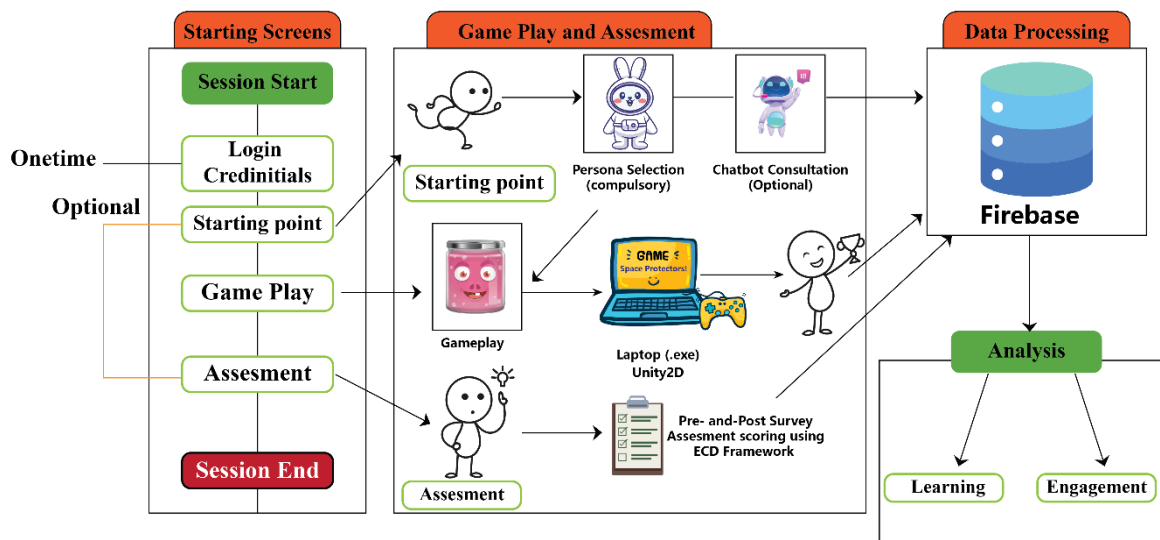 Starting Screens
Session Start
Onetime
Login
Credinitials
Optional
Starting point
Game Play
Assesment
Session End
Game Play and Assesment
Starting point
Persona Selection
(compulsory)
Chatbot Consultation
(Optional)
Gameplay
GAME
Space Protectors!
Laptop (.exe)
Unity2D
Assesment
Pre- and-Post Survey
Assesment scoring using
ECD Framework
Data Processing
Firebase
Analysis
Learning
Engagement